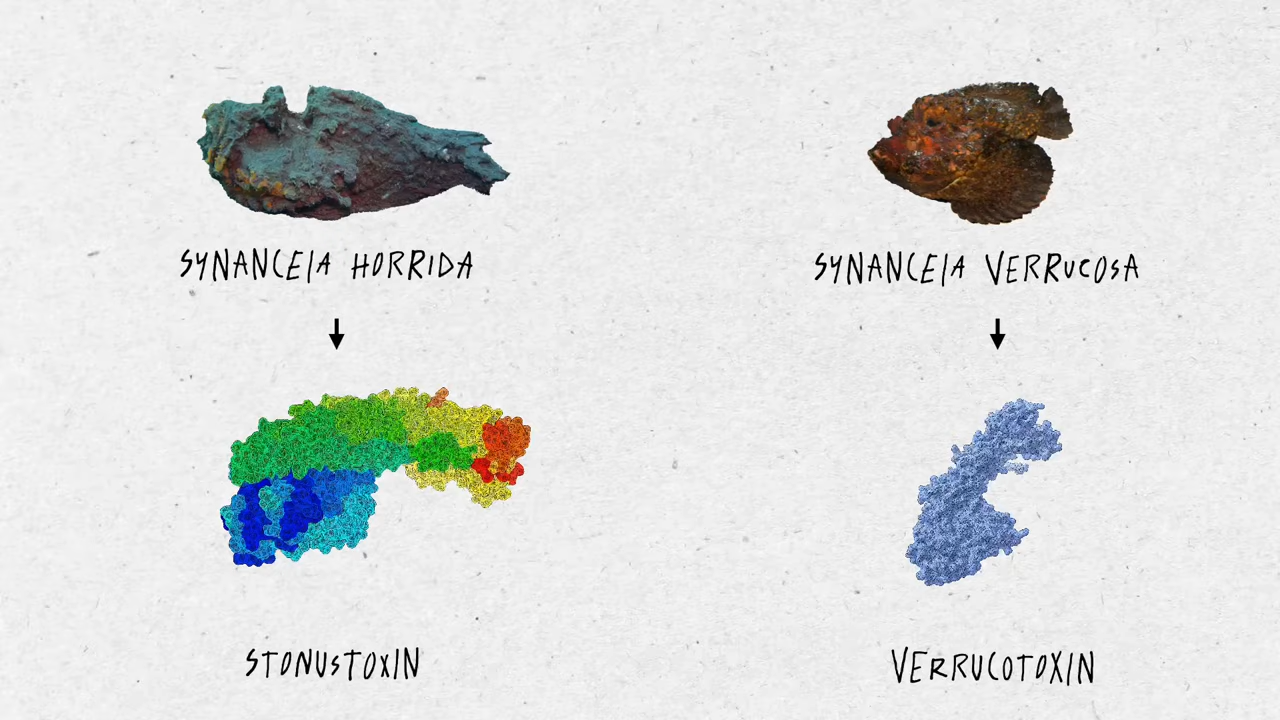 SYNANCEIA HORRIDA
SYNANCEIA VERRUCOSA
STONUSTOXIN
VERRUCOTOXIN